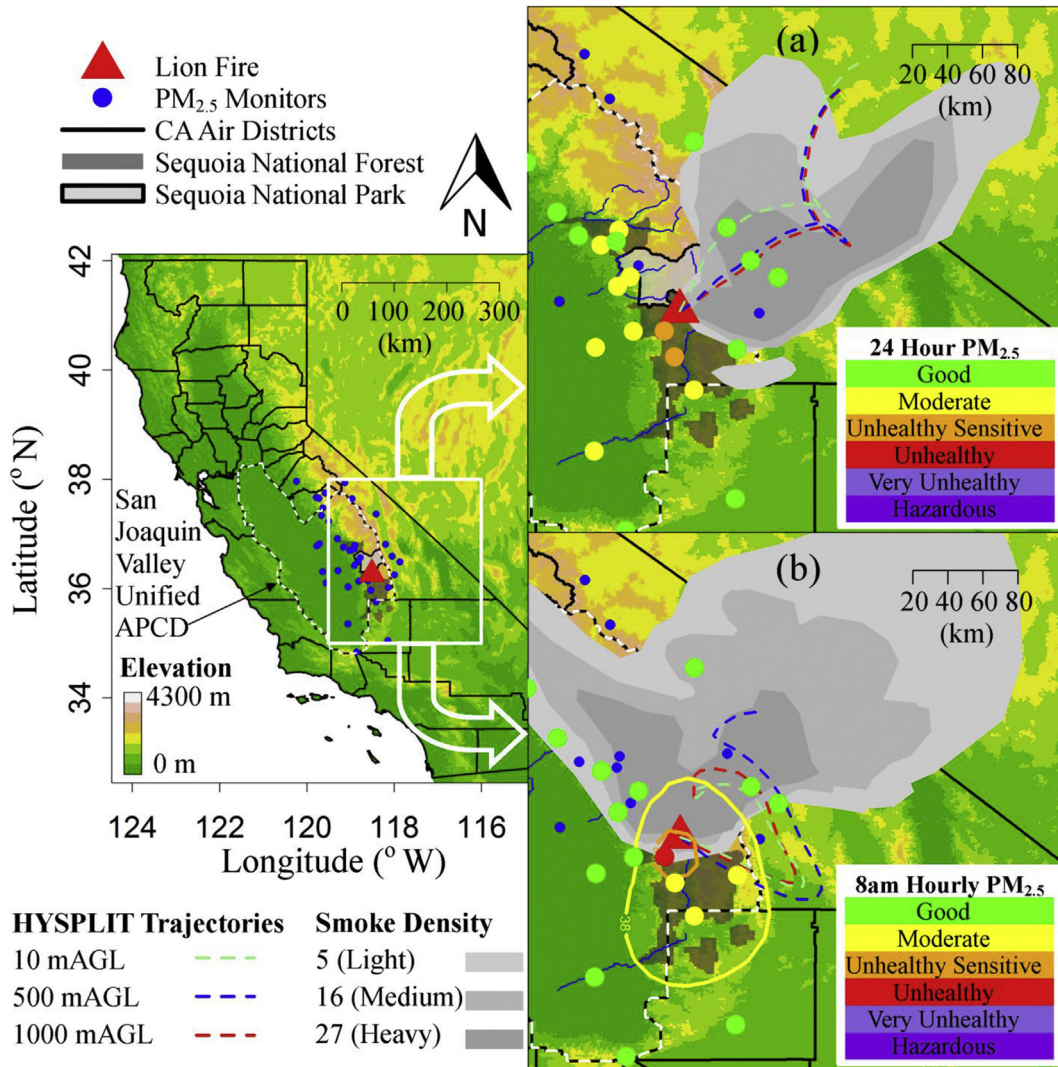 Lion Fire
PM2.5 Monitors
CA Air Districts
Sequoia National Forest
Sequoia National Park
N
42
40
38
36
34
Latitude (° N)
0 100 200 300
(km)
San
Joaquin
Valley
Unified
APCD
Elevation
4300 m
0 m
124 122 120 118 116
Longitude (° W)
HYSPLIT Trajectories
10 mAGL
500 mAGL
1000 mAGL
Smoke Density
5 (Light)
16 (Medium)
27 (Heavy)
(a)
20 40 60 80
(km)
24 Hour PM2.5
Good
Moderate
Unhealthy Sensitive
Unhealthy
Very Unhealthy
Hazardous
(b)
20 40 60 80
(km)
38
8am Hourly PM2.5
Good
Moderate
Unhealthy Sensitive
Unhealthy
Very Unhealthy
Hazardous